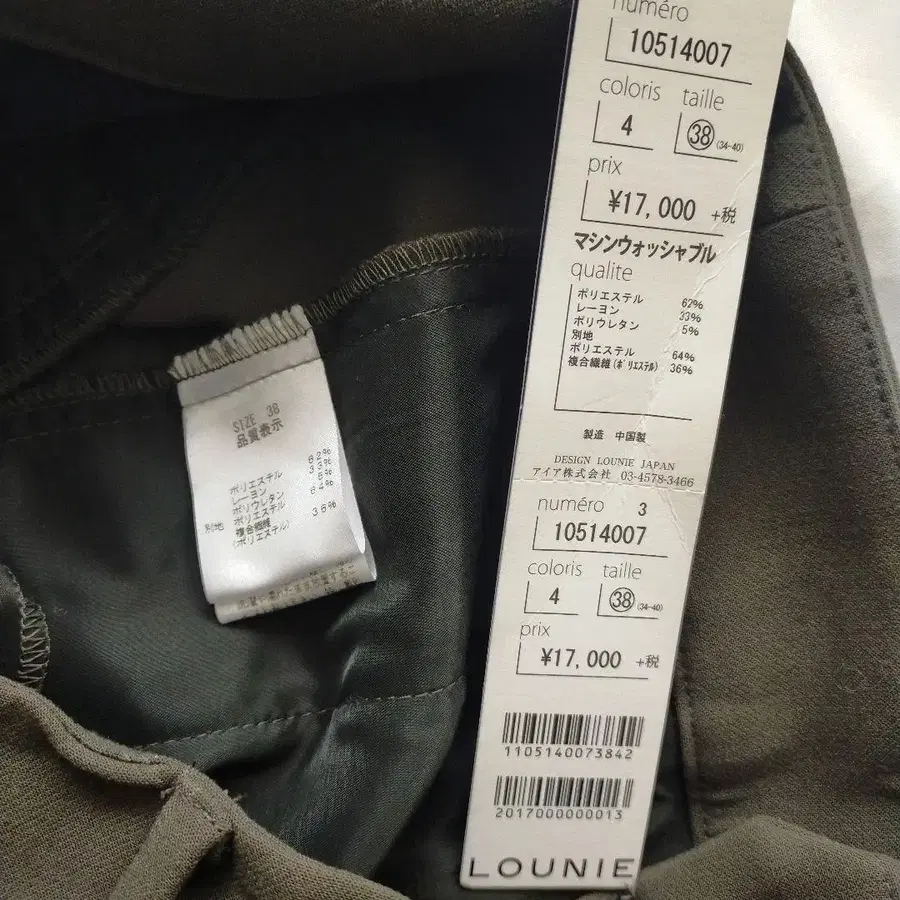 numéro
10514007
coloris taille
4 ㊳ (34-40)
prix
¥17,000 +税
マシンウォッシャブル
qualite
ポリエステル 62%
レーヨン 33%
ポリウレタン 5%
別地
ポリエステル 64%
複合繊維(ポリエステル) 36%
製造 中国製
DESIGN LOUNIE JAPAN
アイア株式会社 03-4578-3466
numéro 3
10514007
coloris taille
4 ㊳ (34-40)
prix
¥17,000 +税
1105140073842
2017000000013
LOUNIE
SIZE 38
品質表示
ポリエステル 62%
レーヨン 33%
ポリウレタン 5%
別地 ポリエステル 64%
複合繊維 36%
(ポリエステル)